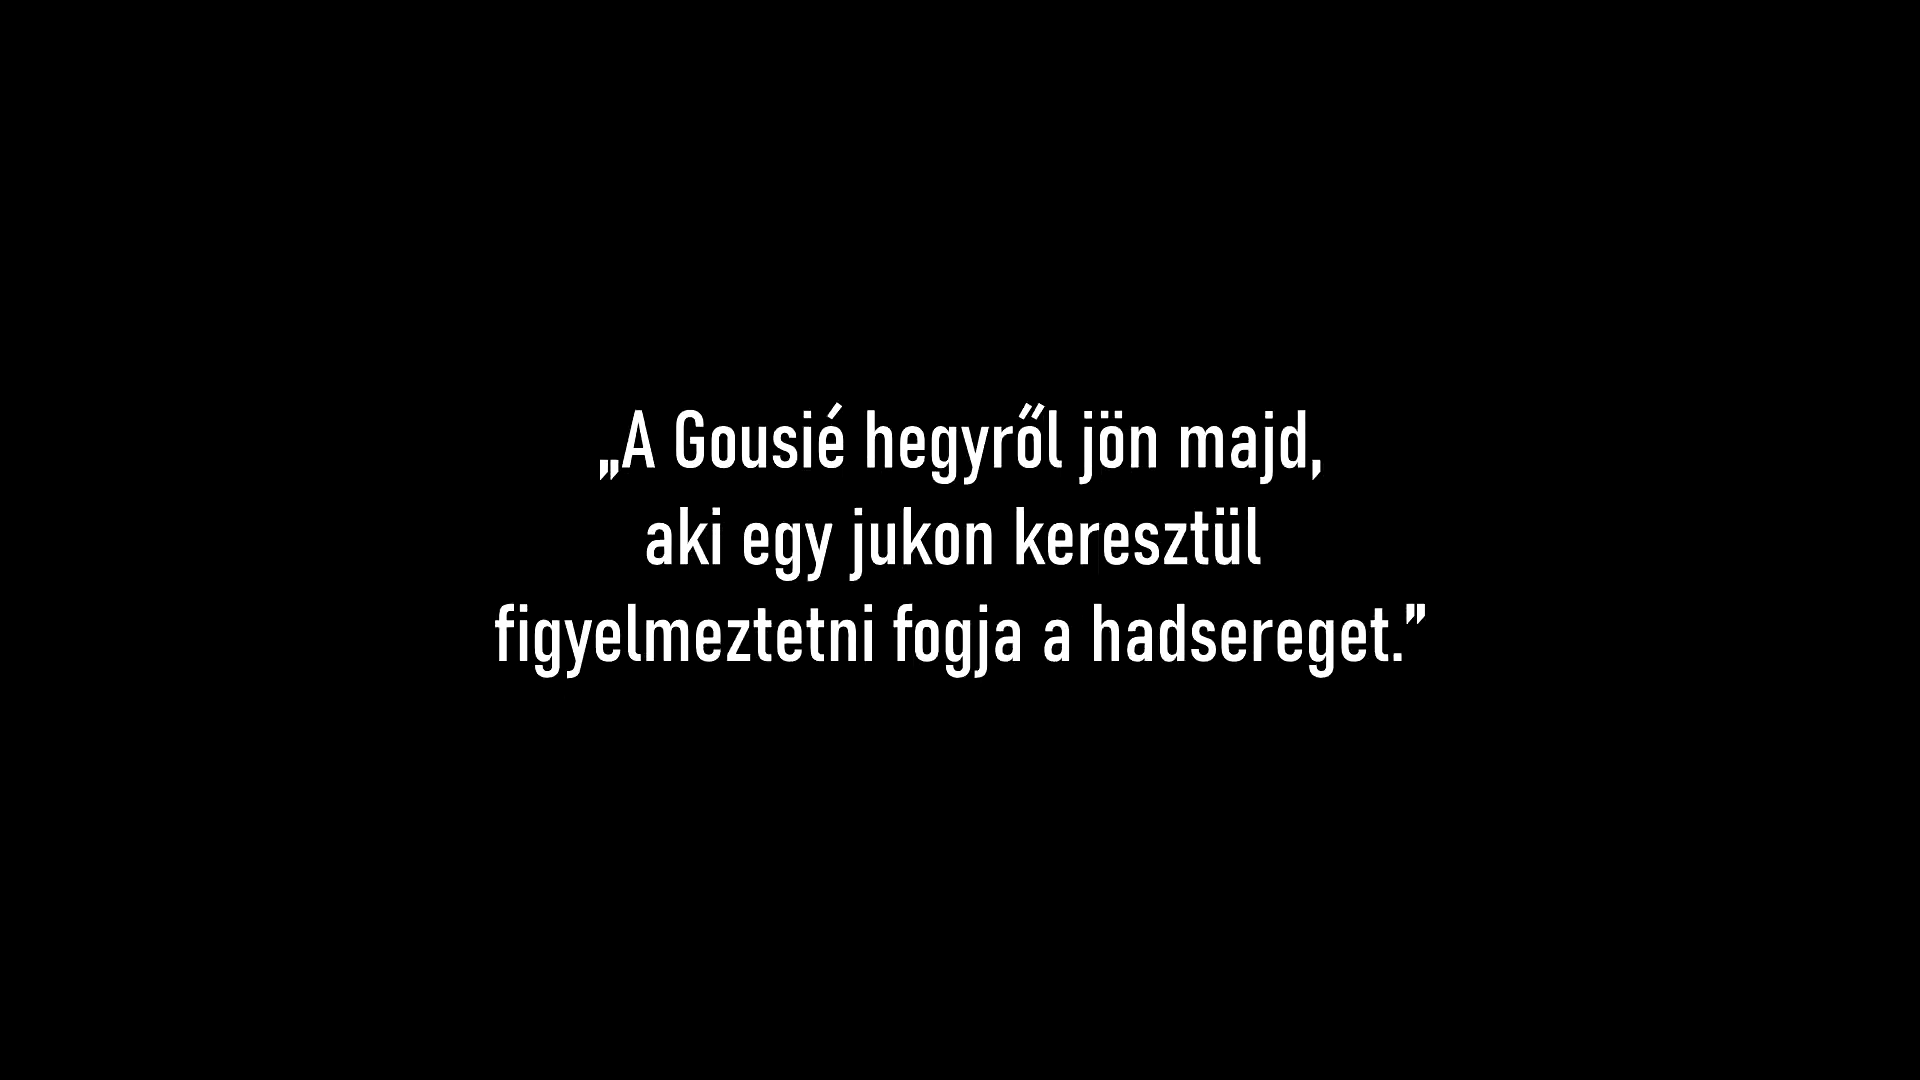 „A Gousié hegyről jön majd,
aki egy jukon keresztül
figyelmeztetni fogja a hadsereget.”